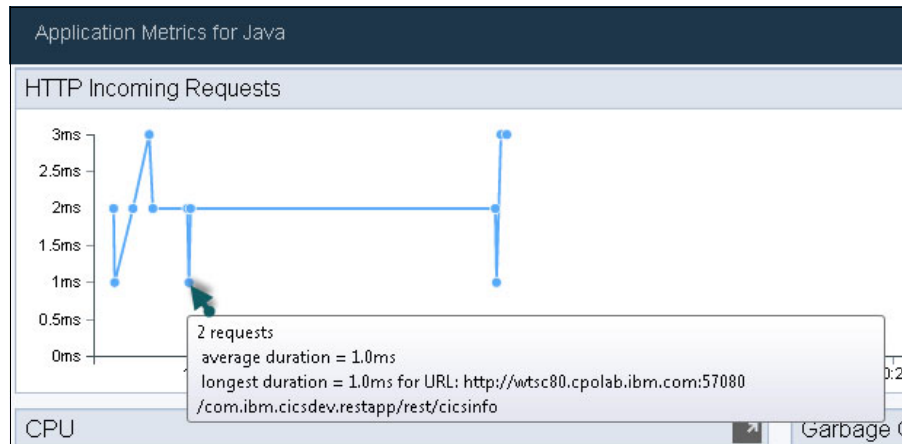 Application Metrics for Java
HTTP Incoming Requests
3ms
2.5ms
2ms
1.5ms
1ms
0.5ms
0ms
2 requests
average duration = 1.0ms
longest duration = 1.0ms for URL: http://wtsc80.cpolab.ibm.com:57080
/com.ibm.cicsdev.restapp/rest/cicsinfo
CPU
Garbage